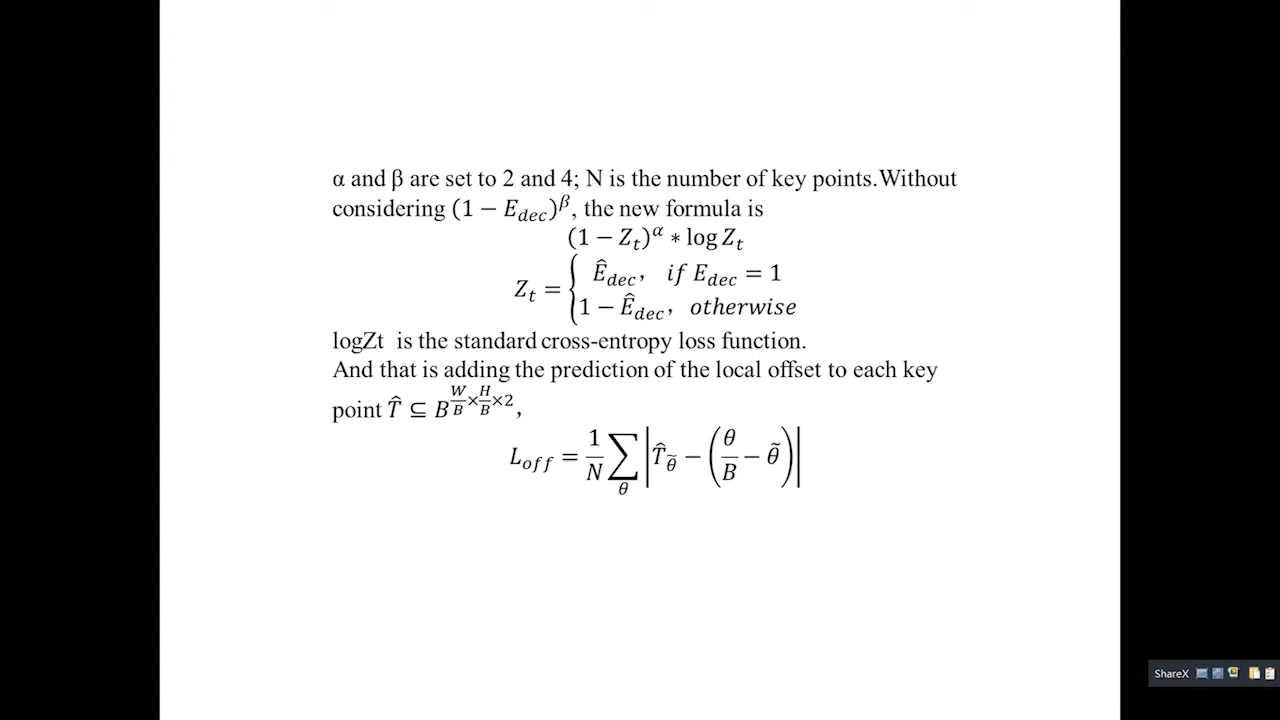 α and β are set to 2 and 4; N is the number of key points.Without
considering (1 − E_dec)^β, the new formula is
(1 − Z_t)^α ∗ log Z_t
Z_t = { Ê_dec, if E_dec = 1
1 − Ê_dec, otherwise
logZt is the standard cross-entropy loss function.
And that is adding the prediction of the local offset to each key
point T̂ ⊆ B^(W/B × H/B × 2),
L_off = 1/N ∑_θ | T̂_θ̃ − (θ/B − θ̃) |
ShareX